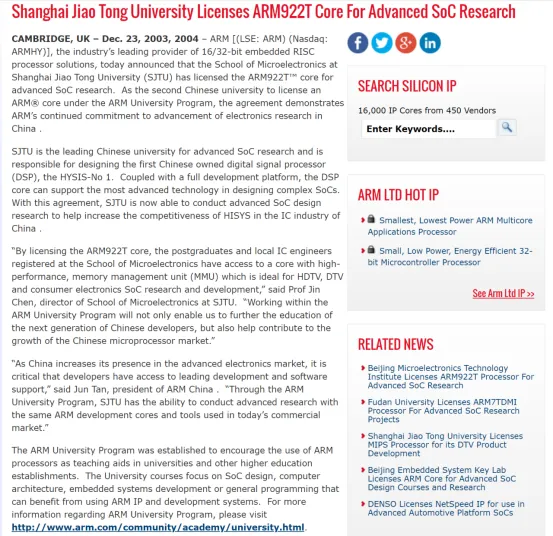 Shanghai Jiao Tong University Licenses ARM922T Core For Advanced SoC Research
CAMBRIDGE, UK – Dec. 23, 2003, 2004 – ARM [(LSE: ARM) (Nasdaq:
ARMHY)], the industry's leading provider of 16/32-bit embedded RISC
processor solutions, today announced that the School of Microelectronics at
Shanghai Jiao Tong University (SJTU) has licensed the ARM922T™ core for
advanced SoC research.  As the second Chinese university to license an
ARM® core under the ARM University Program, the agreement demonstrates
ARM's continued commitment to advancement of electronics research in
China .
SJTU is the leading Chinese university for advanced SoC research and is
responsible for designing the first Chinese owned digital signal processor
(DSP), the HYSIS-No 1.  Coupled with a full development platform, the DSP
core can support the most advanced technology in designing complex SoCs.
With this agreement, SJTU is now able to conduct advanced SoC design
research to help increase the competitiveness of HISYS in the IC industry of
China .
"By licensing the ARM922T core, the postgraduates and local IC engineers
registered at the School of Microelectronics have access to a core with high-
performance, memory management unit (MMU) which is ideal for HDTV, DTV
and consumer electronics SoC research and development," said Prof Jin
Chen, director of School of Microelectronics at SJTU.  "Working within the
ARM University Program will not only enable us to further the education of
the next generation of Chinese developers, but also help contribute to the
growth of the Chinese microprocessor market."
"As China increases its presence in the advanced electronics market, it is
critical that developers have access to leading development and software
support," said Jun Tan, president of ARM China .  "Through the ARM
University Program, SJTU has the ability to conduct advanced research with
the same ARM development cores and tools used in today's commercial
market."
The ARM University Program was established to encourage the use of ARM
processors as teaching aids in universities and other higher education
establishments.  The University courses focus on SoC design, computer
architecture, embedded systems development or general programming that
can benefit from using ARM IP and development systems.  For more
information regarding ARM University Program, please visit
http://www.arm.com/community/academy/university.html.
SEARCH SILICON IP
16,000 IP Cores from 450 Vendors
Enter Keywords....
ARM LTD HOT IP
Smallest, Lowest Power ARM Multicore
Applications Processor
Small, Low Power, Energy Efficient 32-
bit Microcontroller Processor
See Arm Ltd IP >>
RELATED NEWS
Beijing Microelectronics Technology
Institute Licenses ARM922T Processor For
Advanced SoC Research
Fudan University Licenses ARM7TDMI
Processor For Advanced SoC Research
Projects
Shanghai Jiao Tong University Licenses
MIPS Processor for its DTV Product
Development
Beijing Embedded System Key Lab
Licenses ARM Core for Advanced SoC
Design Courses and Research
DENSO Licenses NetSpeed IP for use in
Advanced Automotive Platform SoCs